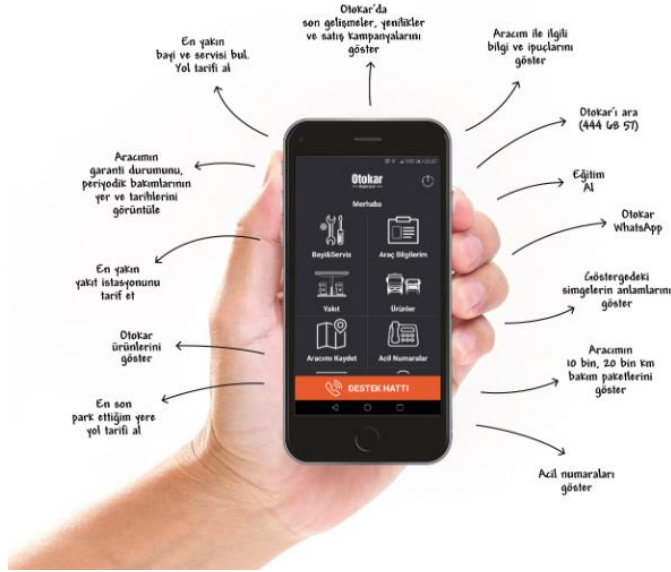 Otokar'da
son gelişmeler, yenilikler
ve satış kampanyalarını
göster
En yakın
bayi ve servisi bul.
Yol tarifi al
Aracım ile ilgili
bilgi ve ipuçlarını
göster
Otokar'ı ara
(444 68 57)
Aracımın
garanti durumunu,
periyodik bakımlarının
yer ve tarihlerini
görüntüle
Eğitim
Al
Otokar
WhatsApp
En yakın
yakıt istasyonunu
tarif et
Göstergedeki
simgelerin anlamlarını
göster
Otokar
ürünlerini
göster
Aracımın
10 bin, 20 bin km
bakım paketlerini
göster
En son
park ettiğim yere
yol tarifi al
Acil numaraları
göster
Otokar
Merhaba
Bayi&Servis
Araç Bilgilerim
Yakıt
Ürünler
Aracımı Kaydet
Acil Numaralar
DESTEK HATTI